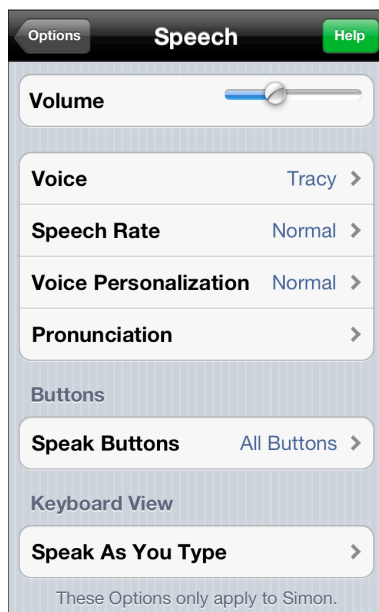 Options Speech Help
Volume
Voice Tracy
Speech Rate Normal
Voice Personalization Normal
Pronunciation
Buttons
Speak Buttons All Buttons
Keyboard View
Speak As You Type
These Options only apply to Simon.